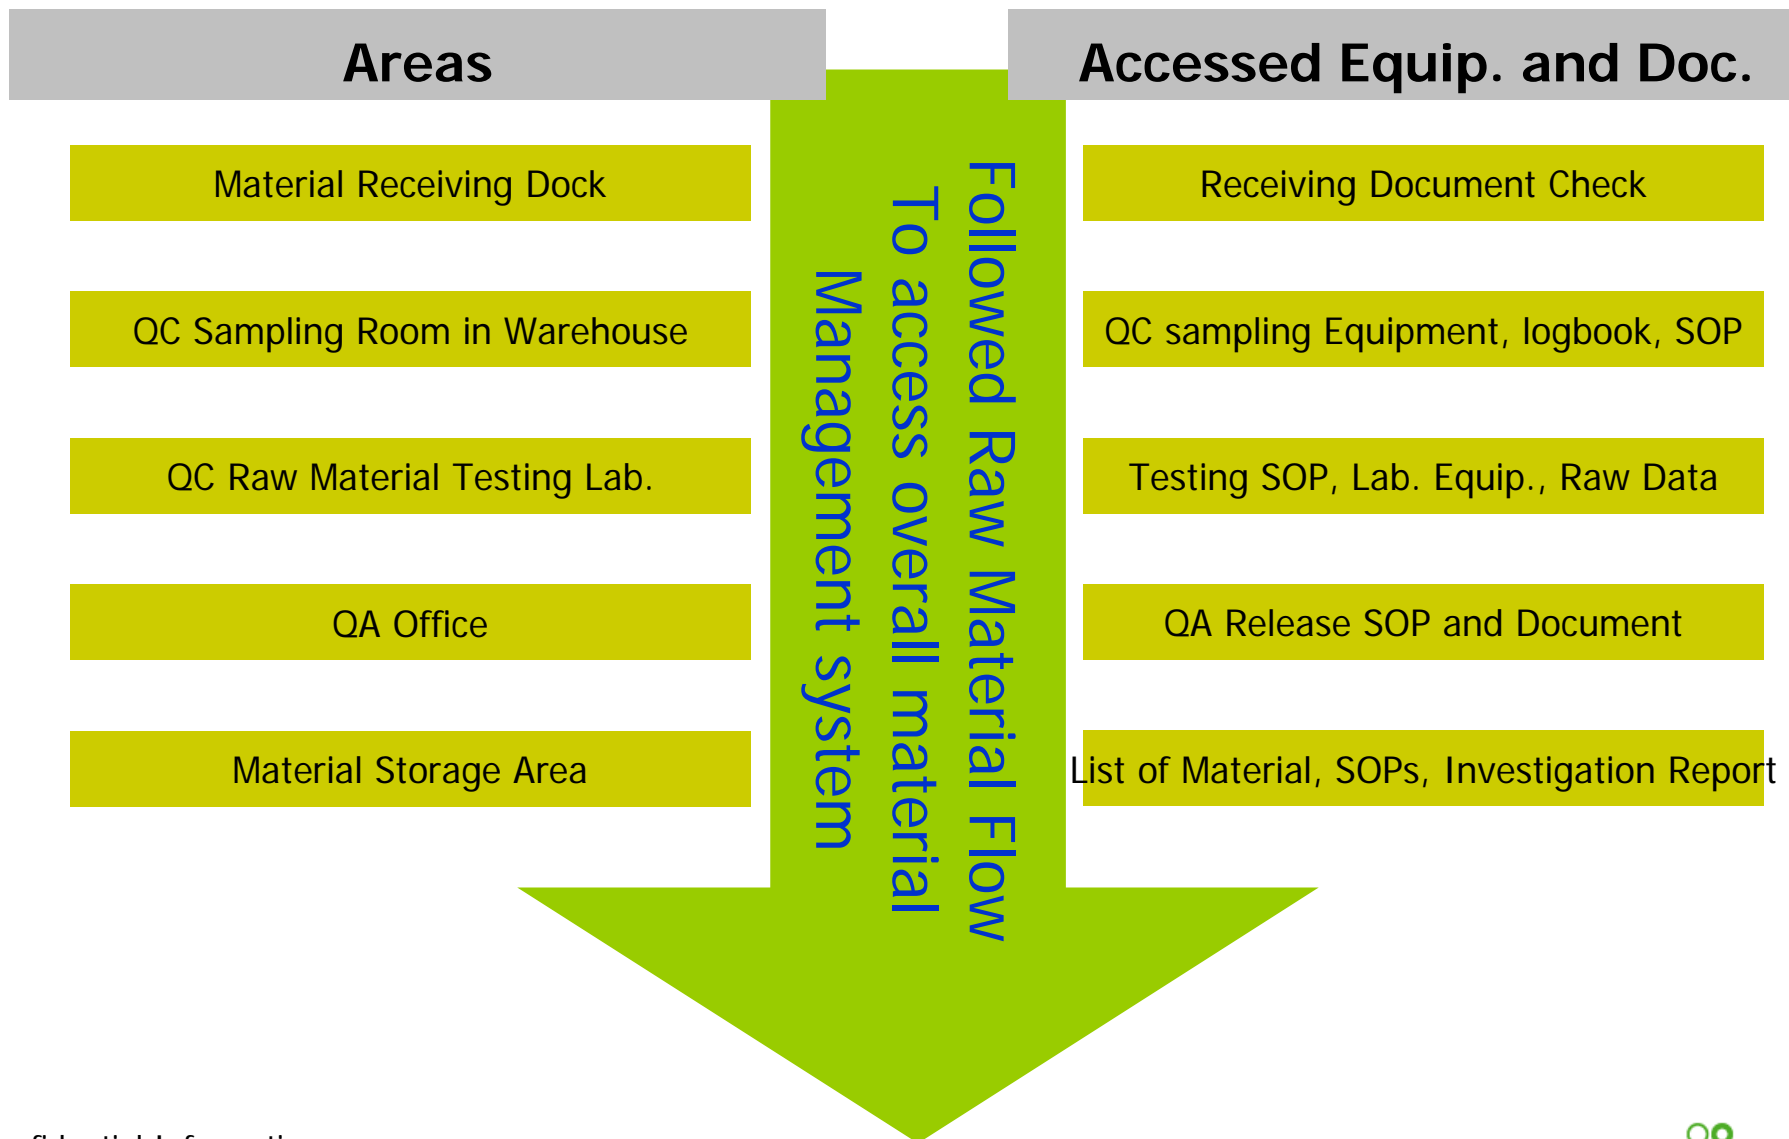 Areas
Accessed Equip. and Doc.
Material Receiving Dock
Receiving Document Check
QC Sampling Room in Warehouse
QC sampling Equipment, logbook, SOP
QC Raw Material Testing Lab.
Testing SOP, Lab. Equip., Raw Data
QA Office
QA Release SOP and Document
Material Storage Area
List of Material, SOPs, Investigation Report
Followed Raw Material Flow
To access overall material
Management system